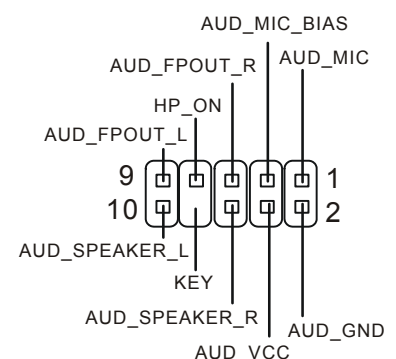 AUD_MIC_BIAS
AUD_MIC
AUD_FPOUT_R
HP_ON
AUD_FPOUT_L
9 1
10 2
AUD_SPEAKER_L
KEY
AUD_SPEAKER_R
AUD_GND
AUD_VCC